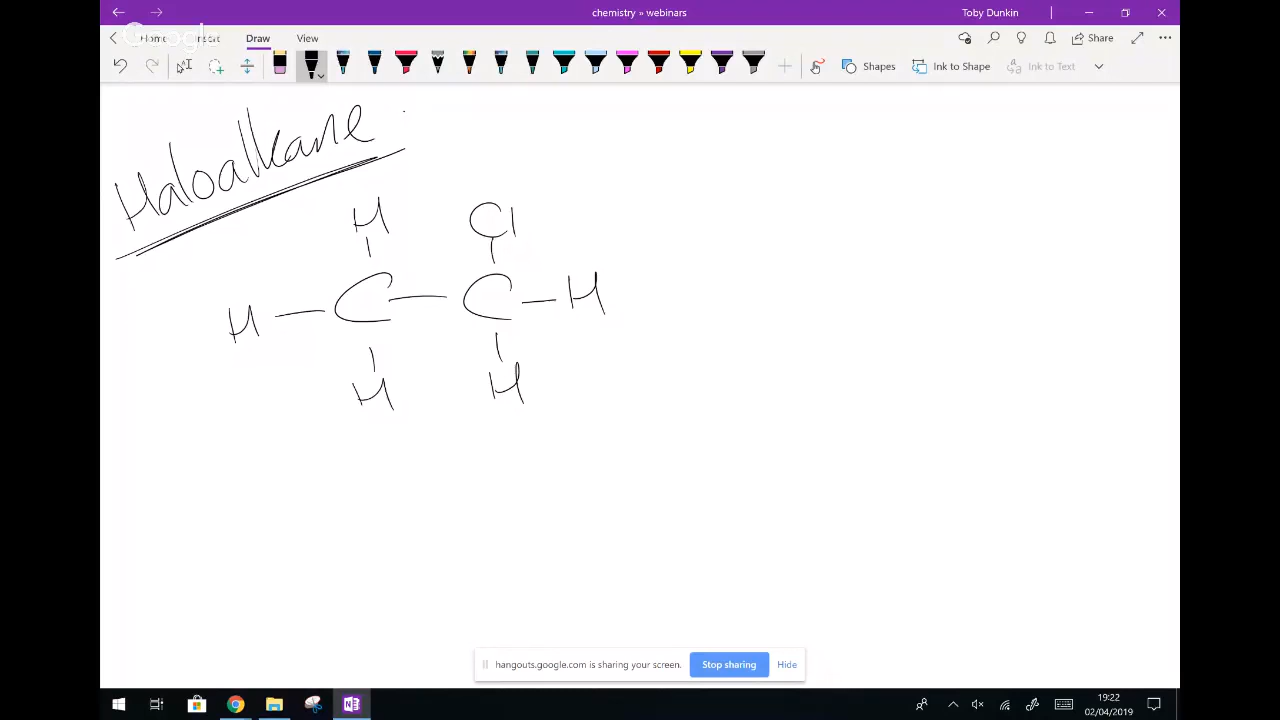 chemistry » webinars
Toby Dunkin
Google
Home Insert Draw View
Share
Shapes Ink to Shape Ink to Text
Haloalkane
H Cl
H — C — C — H
H H
hangouts.google.com is sharing your screen. Stop sharing Hide
19:22
02/04/2019